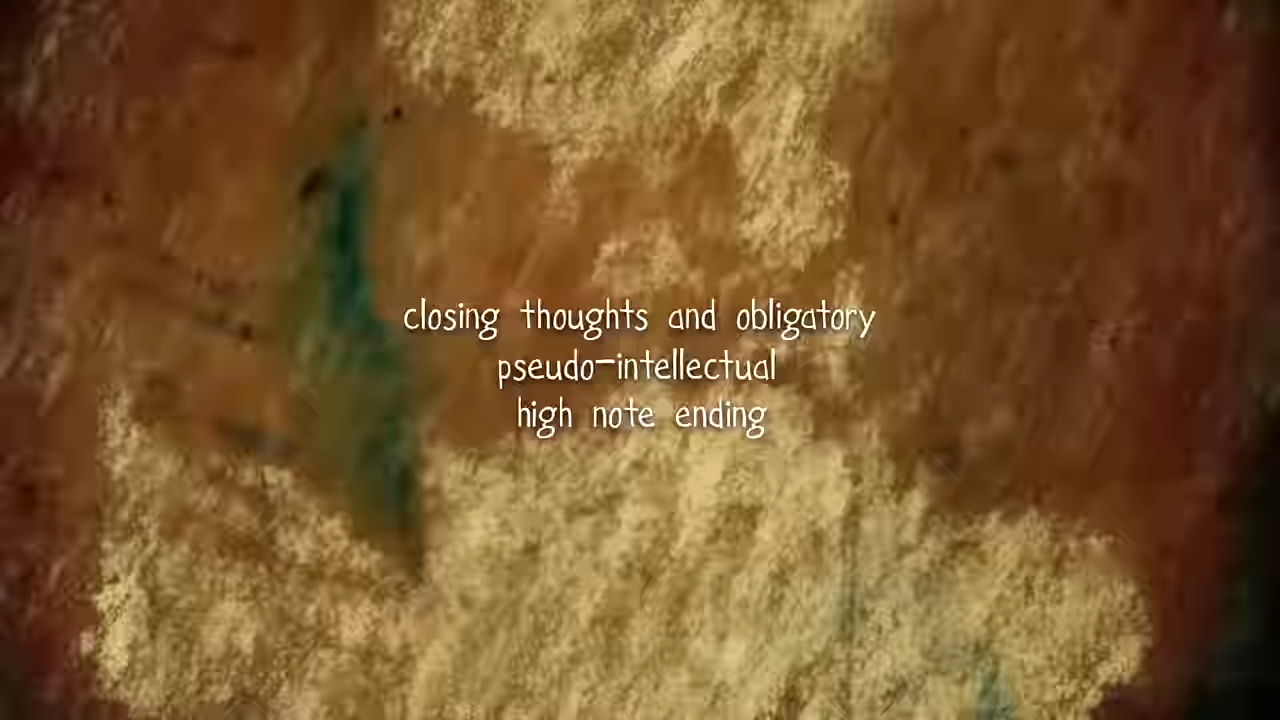 closing thoughts and obligatory
pseudo-intellectual
high note ending